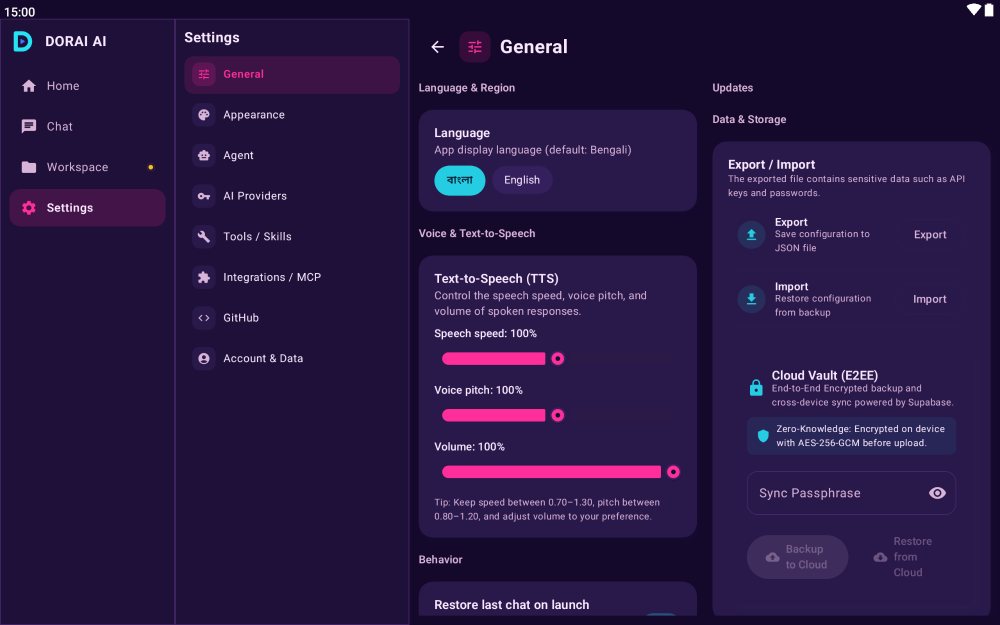 15:00
DORAI AI
Home
Chat
Workspace
Settings
Settings
General
Appearance
Agent
AI Providers
Tools / Skills
Integrations / MCP
GitHub
Account & Data
General
Language & Region
Language
App display language (default: Bengali)
বাংলা
English
Voice & Text-to-Speech
Text-to-Speech (TTS)
Control the speech speed, voice pitch, and
volume of spoken responses.
Speech speed: 100%
Voice pitch: 100%
Volume: 100%
Tip: Keep speed between 0.70–1.30, pitch between
0.80–1.20, and adjust volume to your preference.
Behavior
Restore last chat on launch
Updates
Data & Storage
Export / Import
The exported file contains sensitive data such as API
keys and passwords.
Export
Save configuration to
JSON file
Export
Import
Restore configuration
from backup
Import
Cloud Vault (E2EE)
End-to-End Encrypted backup and
cross-device sync powered by Supabase.
Zero-Knowledge: Encrypted on device
with AES-256-GCM before upload.
Sync Passphrase
Backup
to Cloud
Restore
from
Cloud